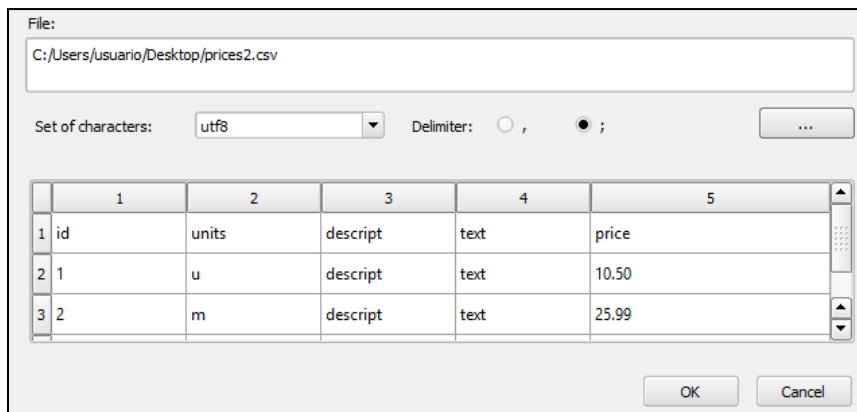 File:
C:/Users/usuario/Desktop/prices2.csv
Set of characters: utf8 Delimiter: , ; ...
1 2 3 4 5
1 id units descript text price
2 1 u descript text 10.50
3 2 m descript text 25.99
OK Cancel